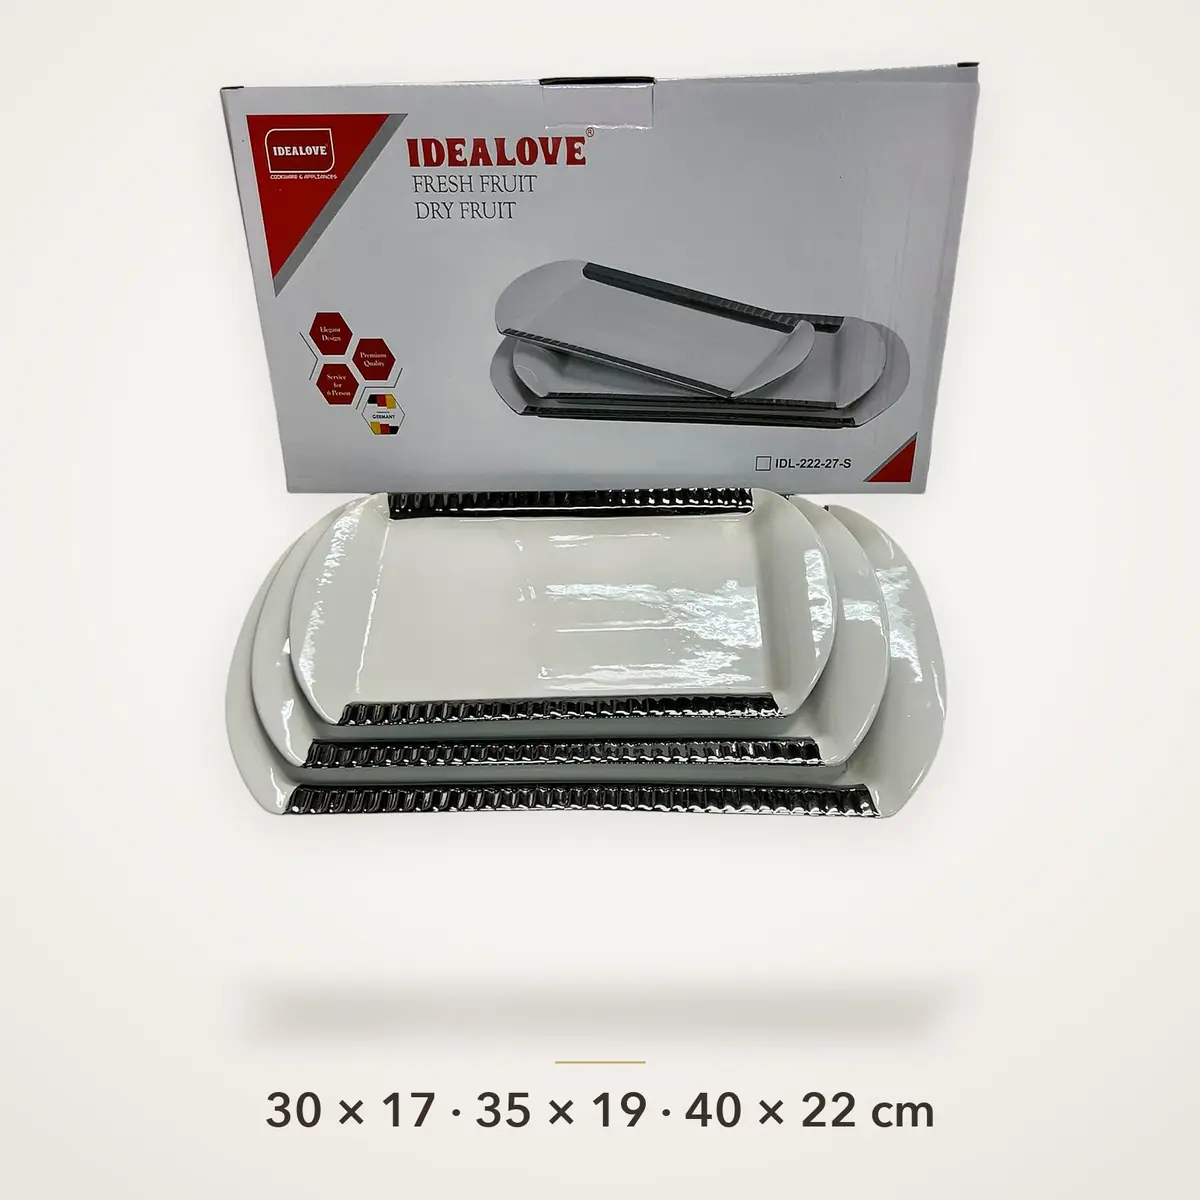 IDEALOVE
COOKWARE & APPLIANCES
IDEALOVE®
FRESH FRUIT
DRY FRUIT
Elegant
Design
Premium
Quality
Service
for
6 Person
GERMANY
IDL-222-27-S
30 × 17 · 35 × 19 · 40 × 22 cm